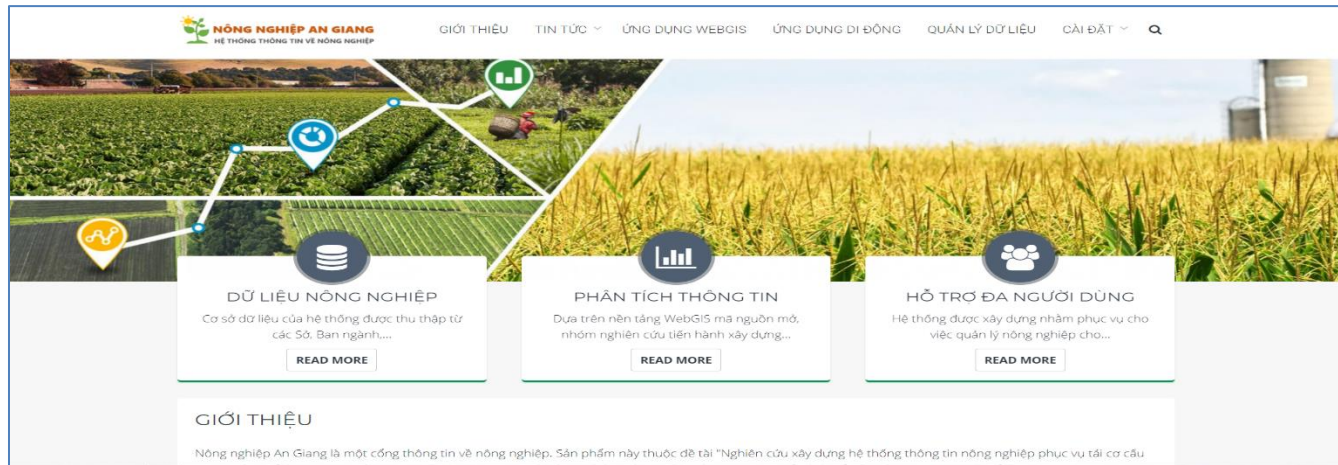 NÔNG NGHIỆP AN GIANG
HỆ THỐNG THÔNG TIN VỀ NÔNG NGHIỆP
GIỚI THIỆU TIN TỨC ỨNG DỤNG WEBGIS ỨNG DỤNG DI ĐỘNG QUẢN LÝ DỮ LIỆU CÀI ĐẶT
DỮ LIỆU NÔNG NGHIỆP
Cơ sở dữ liệu của hệ thống được thu thập từ
các Sở, Ban ngành,...
READ MORE
PHÂN TÍCH THÔNG TIN
Dựa trên nền tảng WebGIS mã nguồn mở,
nhóm nghiên cứu tiến hành xây dựng...
READ MORE
HỖ TRỢ ĐA NGƯỜI DÙNG
Hệ thống được xây dựng nhằm phục vụ cho
việc quản lý nông nghiệp cho...
READ MORE
GIỚI THIỆU
Nông nghiệp An Giang là một cổng thông tin về nông nghiệp. Sản phẩm này thuộc đề tài "Nghiên cứu xây dựng hệ thống thông tin nông nghiệp phục vụ tái cơ cấu